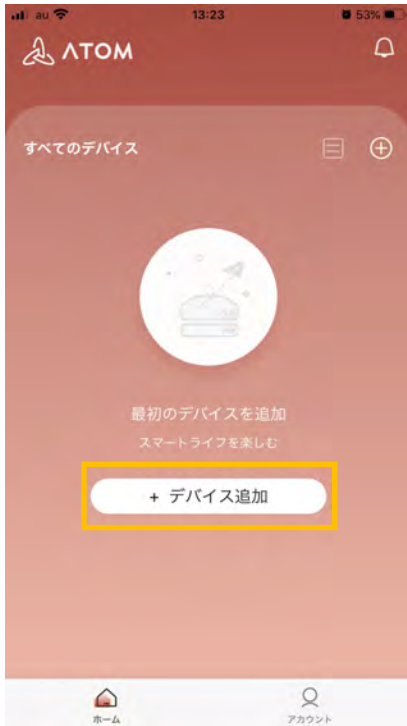 au 13:23 53%
ATOM
すべてのデバイス
最初のデバイスを追加
スマートライフを楽しむ
+ デバイス追加
ホーム アカウント